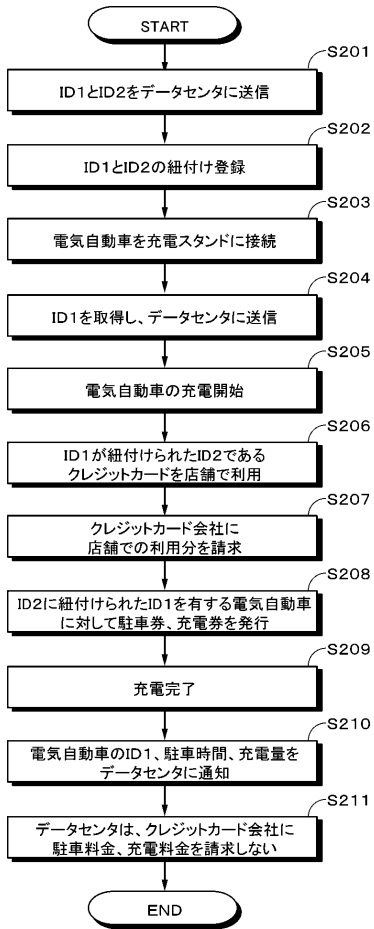 START
S201
ID1とID2をデータセンタに送信
S202
ID1とID2の紐付け登録
S203
電気自動車を充電スタンドに接続
S204
ID1を取得し、データセンタに送信
S205
電気自動車の充電開始
S206
ID1が紐付けられたID2である
クレジットカードを店舗で利用
S207
クレジットカード会社に
店舗での利用分を請求
S208
ID2に紐付けられたID1を有する電気自動車
に対して駐車券、充電券を発行
S209
充電完了
S210
電気自動車のID1、駐車時間、充電量を
データセンタに通知
S211
データセンタは、クレジットカード会社に
駐車料金、充電料金を請求しない
END